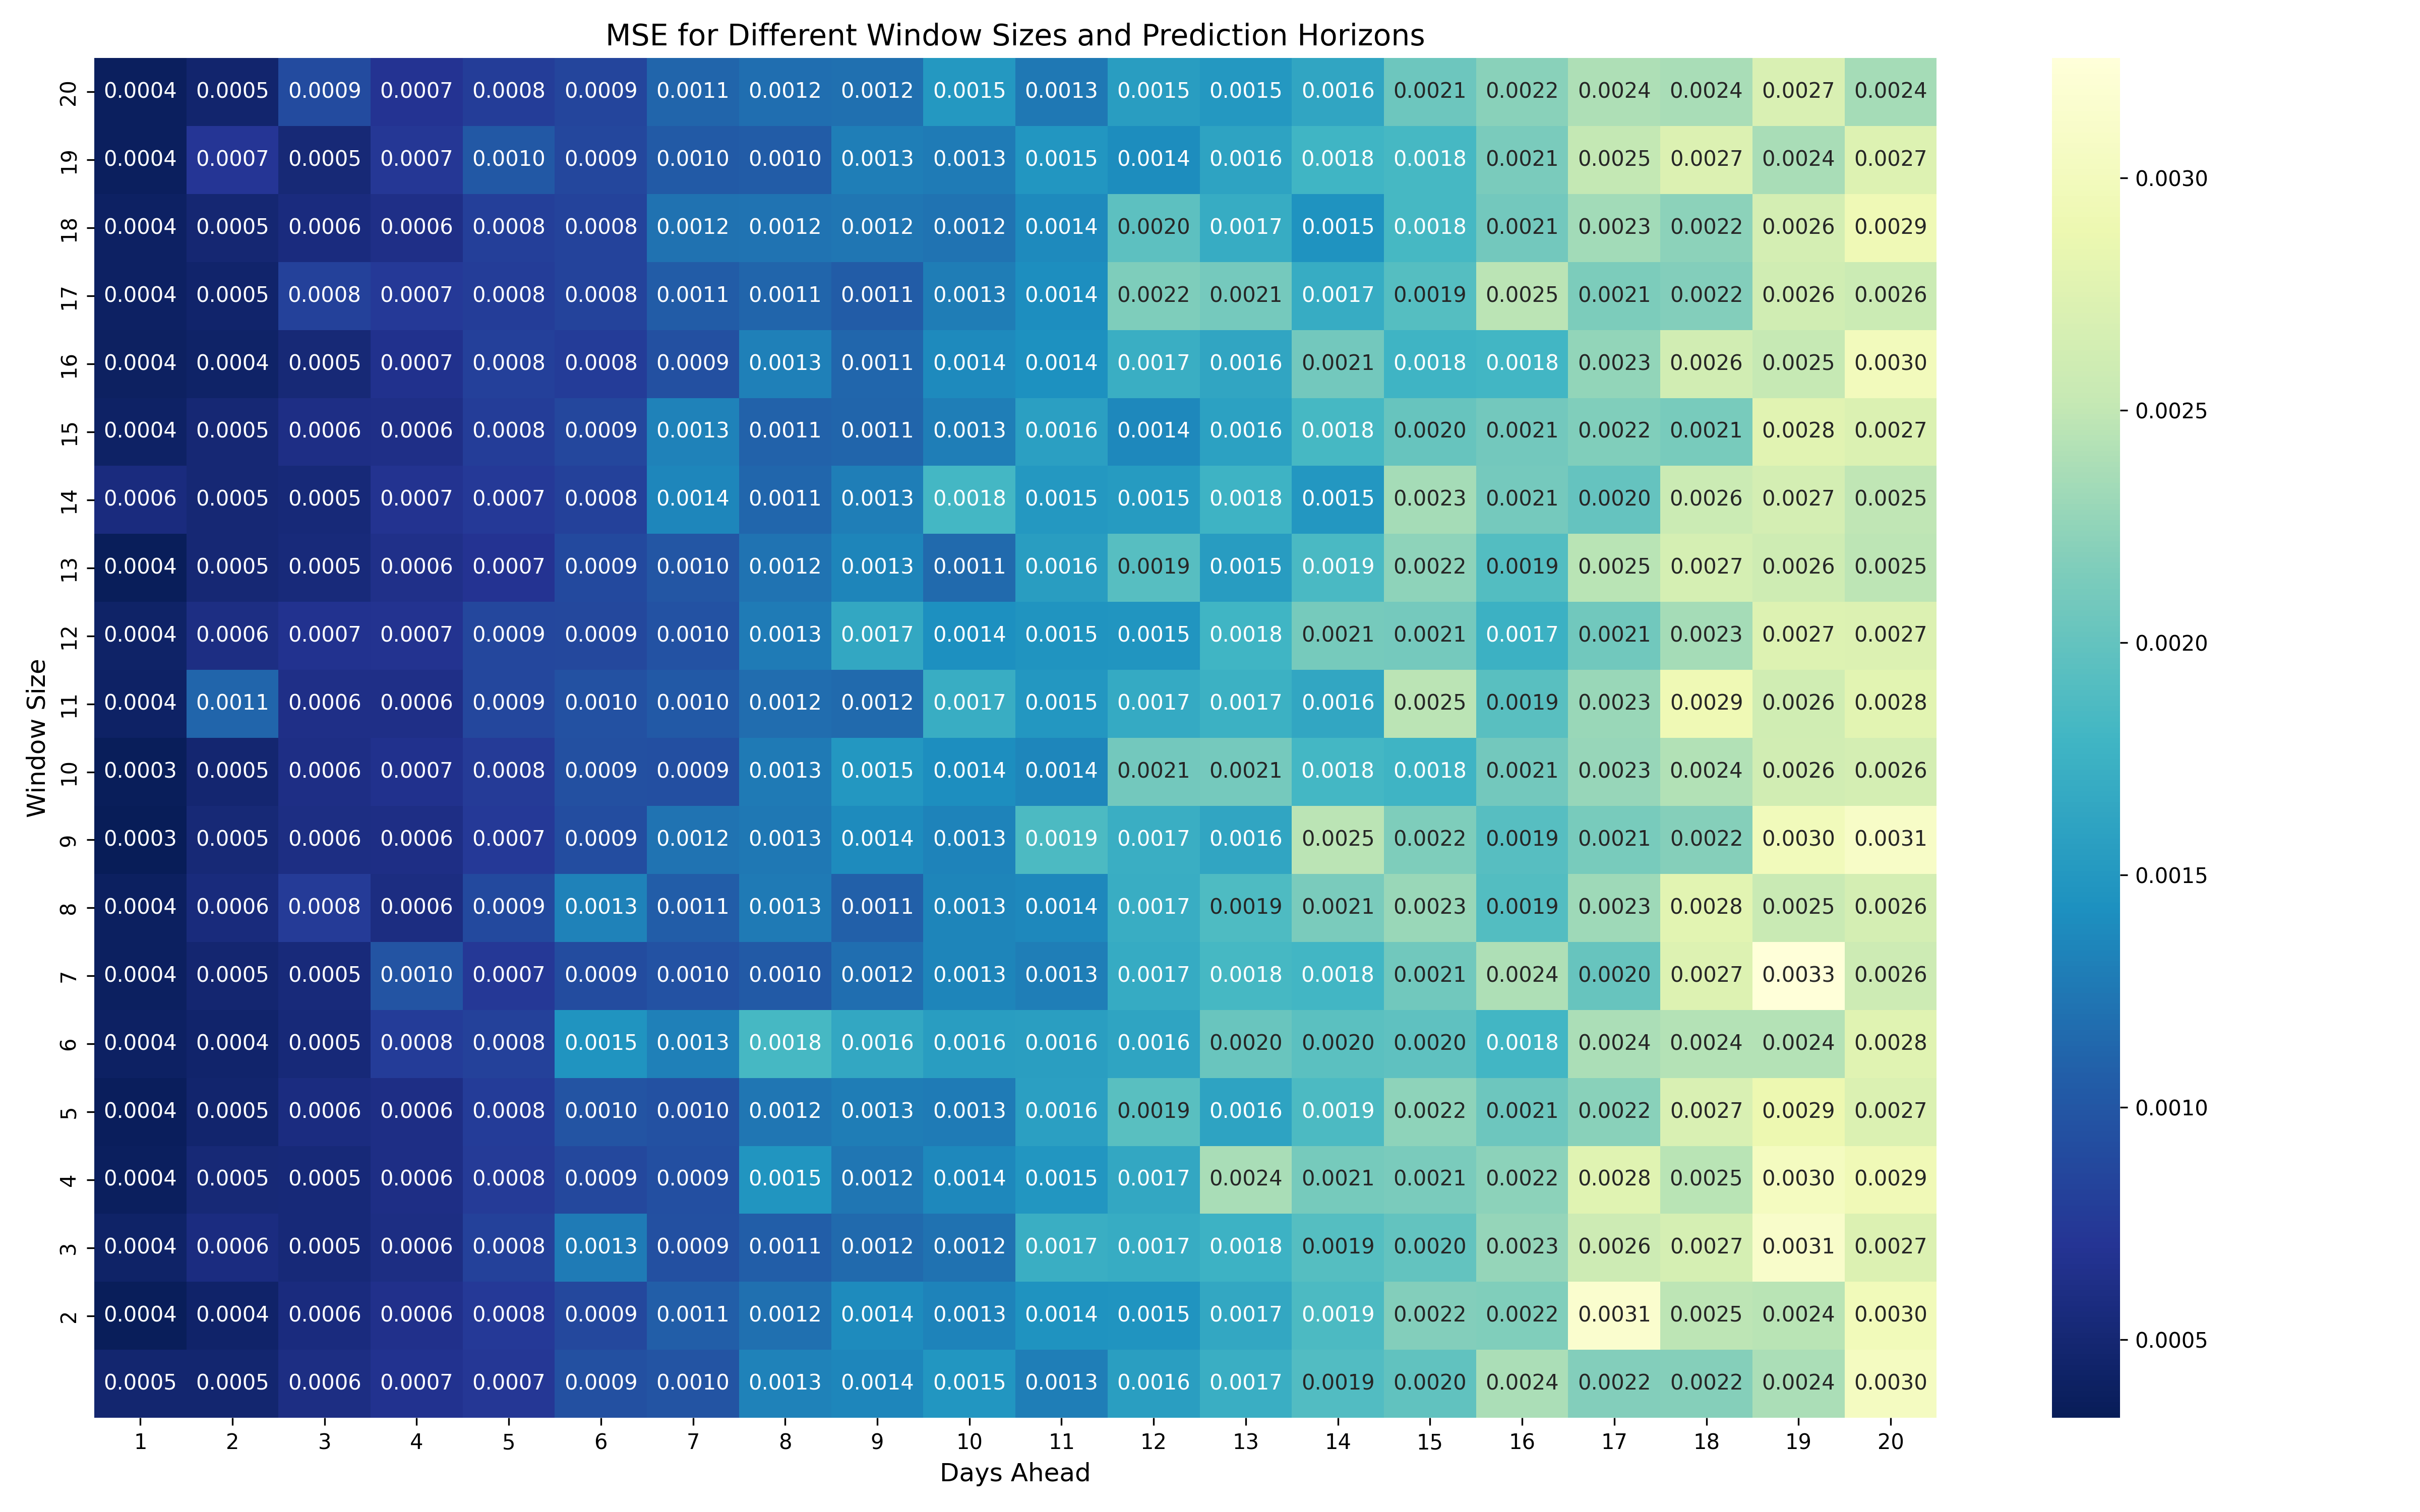 MSE for Different Window Sizes and Prediction Horizons
20 0.0004 0.0005 0.0009 0.0007 0.0008 0.0009 0.0011 0.0012 0.0012 0.0015 0.0013 0.0015 0.0015 0.0016 0.0021 0.0022 0.0024 0.0024 0.0027 0.0024
19 0.0004 0.0007 0.0005 0.0007 0.0010 0.0009 0.0010 0.0010 0.0013 0.0013 0.0015 0.0014 0.0016 0.0018 0.0018 0.0021 0.0025 0.0027 0.0024 0.0027
18 0.0004 0.0005 0.0006 0.0006 0.0008 0.0008 0.0012 0.0012 0.0012 0.0012 0.0014 0.0020 0.0017 0.0015 0.0018 0.0021 0.0023 0.0022 0.0026 0.0029
17 0.0004 0.0005 0.0008 0.0007 0.0008 0.0008 0.0011 0.0011 0.0011 0.0013 0.0014 0.0022 0.0021 0.0017 0.0019 0.0025 0.0021 0.0022 0.0026 0.0026
16 0.0004 0.0004 0.0005 0.0007 0.0008 0.0008 0.0009 0.0013 0.0011 0.0014 0.0014 0.0017 0.0016 0.0021 0.0018 0.0018 0.0023 0.0026 0.0025 0.0030
15 0.0004 0.0005 0.0006 0.0006 0.0008 0.0009 0.0013 0.0011 0.0011 0.0013 0.0016 0.0014 0.0016 0.0018 0.0020 0.0021 0.0022 0.0021 0.0028 0.0027
14 0.0006 0.0005 0.0005 0.0007 0.0007 0.0008 0.0014 0.0011 0.0013 0.0018 0.0015 0.0015 0.0018 0.0015 0.0023 0.0021 0.0020 0.0026 0.0027 0.0025
13 0.0004 0.0005 0.0005 0.0006 0.0007 0.0009 0.0010 0.0012 0.0013 0.0011 0.0016 0.0019 0.0015 0.0019 0.0022 0.0019 0.0025 0.0027 0.0026 0.0025
12 0.0004 0.0006 0.0007 0.0007 0.0009 0.0009 0.0010 0.0013 0.0017 0.0014 0.0015 0.0015 0.0018 0.0021 0.0021 0.0017 0.0021 0.0023 0.0027 0.0027
11 0.0004 0.0011 0.0006 0.0006 0.0009 0.0010 0.0010 0.0012 0.0012 0.0017 0.0015 0.0017 0.0017 0.0016 0.0025 0.0019 0.0023 0.0029 0.0026 0.0028
10 0.0003 0.0005 0.0006 0.0007 0.0008 0.0009 0.0009 0.0013 0.0015 0.0014 0.0014 0.0021 0.0021 0.0018 0.0018 0.0021 0.0023 0.0024 0.0026 0.0026
9 0.0003 0.0005 0.0006 0.0006 0.0007 0.0009 0.0012 0.0013 0.0014 0.0013 0.0019 0.0017 0.0016 0.0025 0.0022 0.0019 0.0021 0.0022 0.0030 0.0031
8 0.0004 0.0006 0.0008 0.0006 0.0009 0.0013 0.0011 0.0013 0.0011 0.0013 0.0014 0.0017 0.0019 0.0021 0.0023 0.0019 0.0023 0.0028 0.0025 0.0026
7 0.0004 0.0005 0.0005 0.0010 0.0007 0.0009 0.0010 0.0010 0.0012 0.0013 0.0013 0.0017 0.0018 0.0018 0.0021 0.0024 0.0020 0.0027 0.0033 0.0026
6 0.0004 0.0004 0.0005 0.0008 0.0008 0.0015 0.0013 0.0018 0.0016 0.0016 0.0016 0.0016 0.0020 0.0020 0.0020 0.0018 0.0024 0.0024 0.0024 0.0028
5 0.0004 0.0005 0.0006 0.0006 0.0008 0.0010 0.0010 0.0012 0.0013 0.0013 0.0016 0.0019 0.0016 0.0019 0.0022 0.0021 0.0022 0.0027 0.0029 0.0027
4 0.0004 0.0005 0.0005 0.0006 0.0008 0.0009 0.0009 0.0015 0.0012 0.0014 0.0015 0.0017 0.0024 0.0021 0.0021 0.0022 0.0028 0.0025 0.0030 0.0029
3 0.0004 0.0006 0.0005 0.0006 0.0008 0.0013 0.0009 0.0011 0.0012 0.0012 0.0017 0.0017 0.0018 0.0019 0.0020 0.0023 0.0026 0.0027 0.0031 0.0027
2 0.0004 0.0004 0.0006 0.0006 0.0008 0.0009 0.0011 0.0012 0.0014 0.0013 0.0014 0.0015 0.0017 0.0019 0.0022 0.0022 0.0031 0.0025 0.0024 0.0030
0.0005 0.0005 0.0006 0.0007 0.0007 0.0009 0.0010 0.0013 0.0014 0.0015 0.0013 0.0016 0.0017 0.0019 0.0020 0.0024 0.0022 0.0022 0.0024 0.0030
1 2 3 4 5 6 7 8 9 10 11 12 13 14 15 16 17 18 19 20
Days Ahead
Window Size
0.0030
0.0025
0.0020
0.0015
0.0010
0.0005